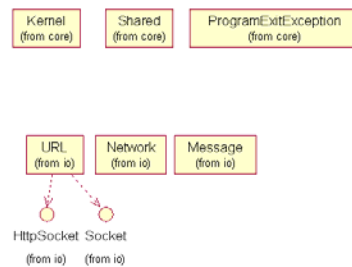 Kernel Shared ProgramExitException
(from core) (from core) (from core)
URL Network Message
(from io) (from io) (from io)
HttpSocket Socket
(from io) (from io)